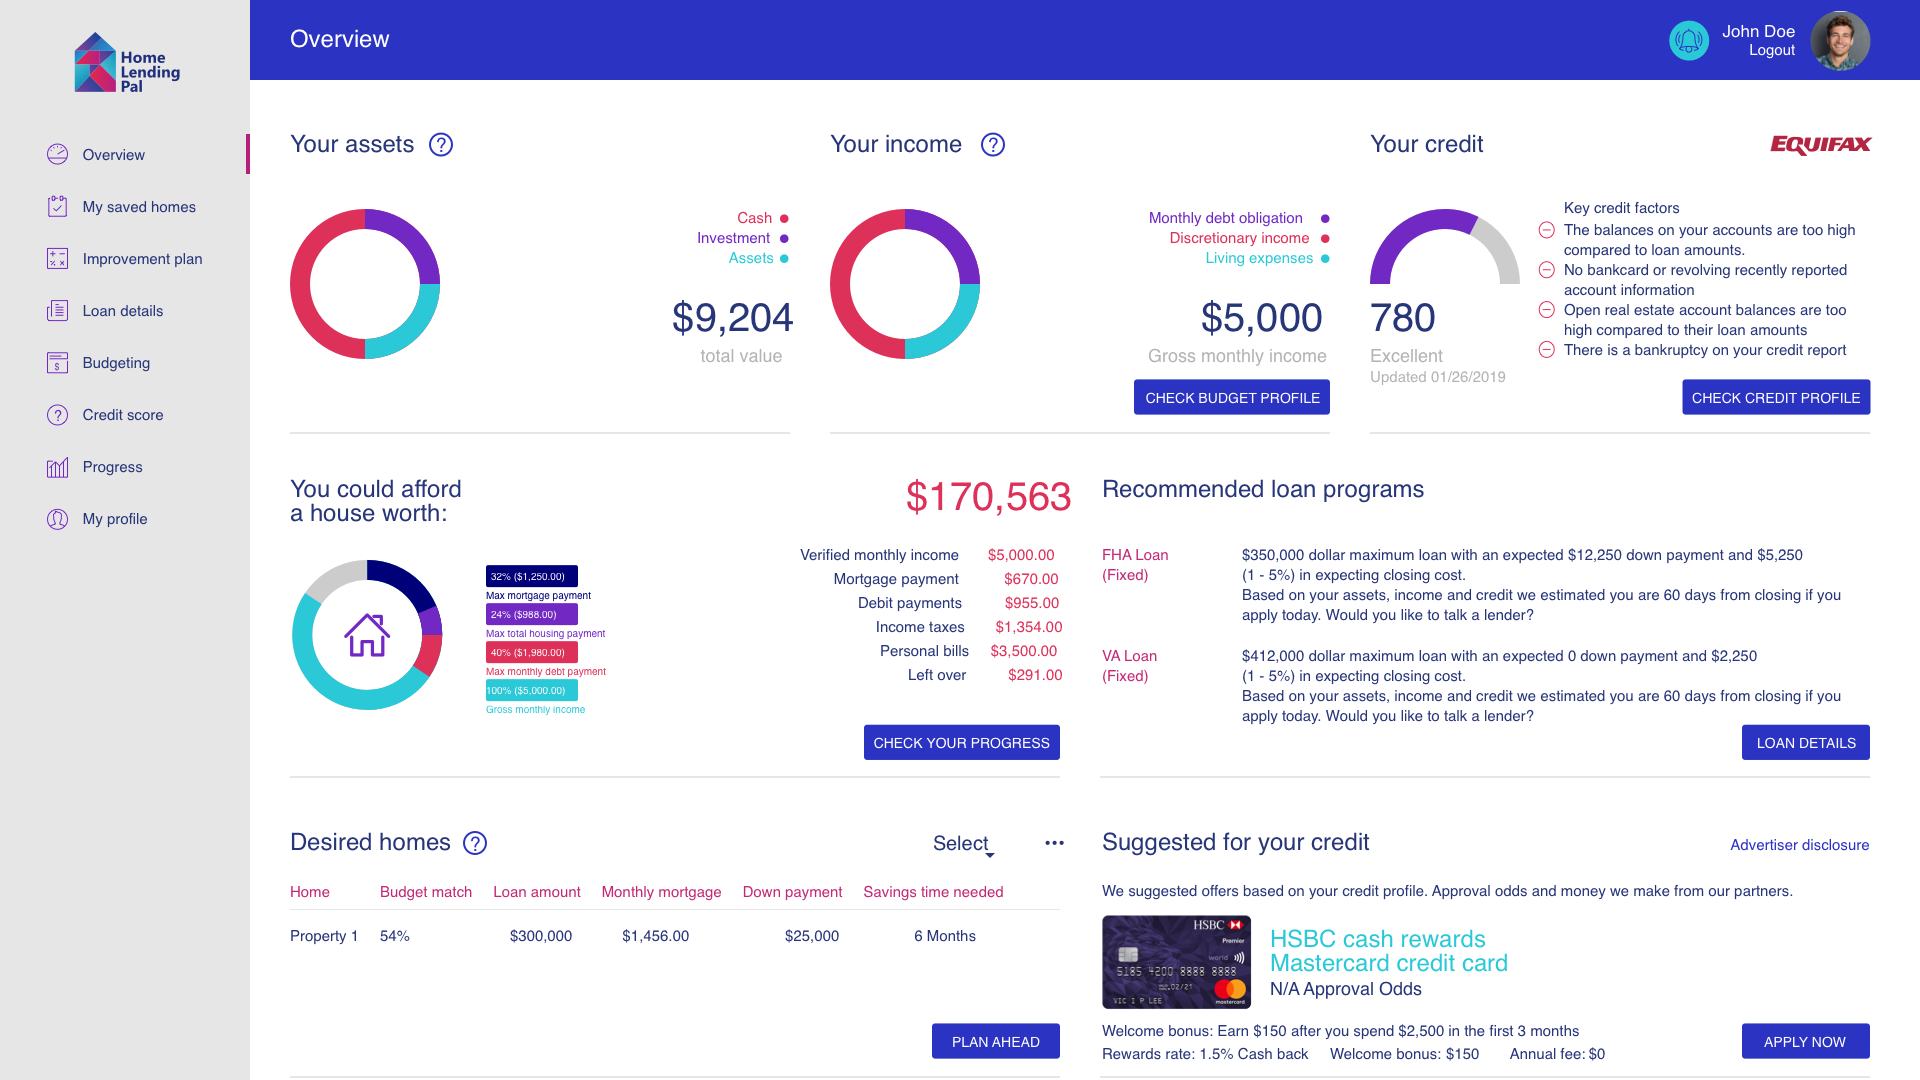 Home
Lending
Pal
Overview
My saved homes
Improvement plan
Loan details
Budgeting
Credit score
Progress
My profile
Overview
John Doe
Logout
Your assets ?
Cash
Investment
Assets
$9,204
total value
Your income ?
Monthly debt obligation
Discretionary income
Living expenses
$5,000
Gross monthly income
CHECK BUDGET PROFILE
Your credit
EQUIFAX
780
Excellent
Updated 01/26/2019
Key credit factors
The balances on your accounts are too high
compared to loan amounts.
No bankcard or revolving recently reported
account information
Open real estate account balances are too
high compared to their loan amounts
There is a bankruptcy on your credit report
CHECK CREDIT PROFILE
You could afford
a house worth:
$170,563
32% ($1,250.00)
Max mortgage payment
24% ($988.00)
Max total housing payment
40% ($1,980.00)
Max monthly debt payment
100% ($5,000.00)
Gross monthly income
Verified monthly income $5,000.00
Mortgage payment $670.00
Debit payments $955.00
Income taxes $1,354.00
Personal bills $3,500.00
Left over $291.00
CHECK YOUR PROGRESS
Recommended loan programs
FHA Loan
(Fixed)
$350,000 dollar maximum loan with an expected $12,250 down payment and $5,250
(1 - 5%) in expecting closing cost.
Based on your assets, income and credit we estimated you are 60 days from closing if you
apply today. Would you like to talk a lender?
VA Loan
(Fixed)
$412,000 dollar maximum loan with an expected 0 down payment and $2,250
(1 - 5%) in expecting closing cost.
Based on your assets, income and credit we estimated you are 60 days from closing if you
apply today. Would you like to talk a lender?
LOAN DETAILS
Desired homes ?
Select
Home Budget match Loan amount Monthly mortgage Down payment Savings time needed
Property 1 54% $300,000 $1,456.00 $25,000 6 Months
PLAN AHEAD
Suggested for your credit
Advertiser disclosure
We suggested offers based on your credit profile. Approval odds and money we make from our partners.
HSBC
Premier
world
5185 4200 8888 8888
02/21
VIC I P LEE
mastercard
HSBC cash rewards
Mastercard credit card
N/A Approval Odds
Welcome bonus: Earn $150 after you spend $2,500 in the first 3 months
Rewards rate: 1.5% Cash back Welcome bonus: $150 Annual fee: $0
APPLY NOW